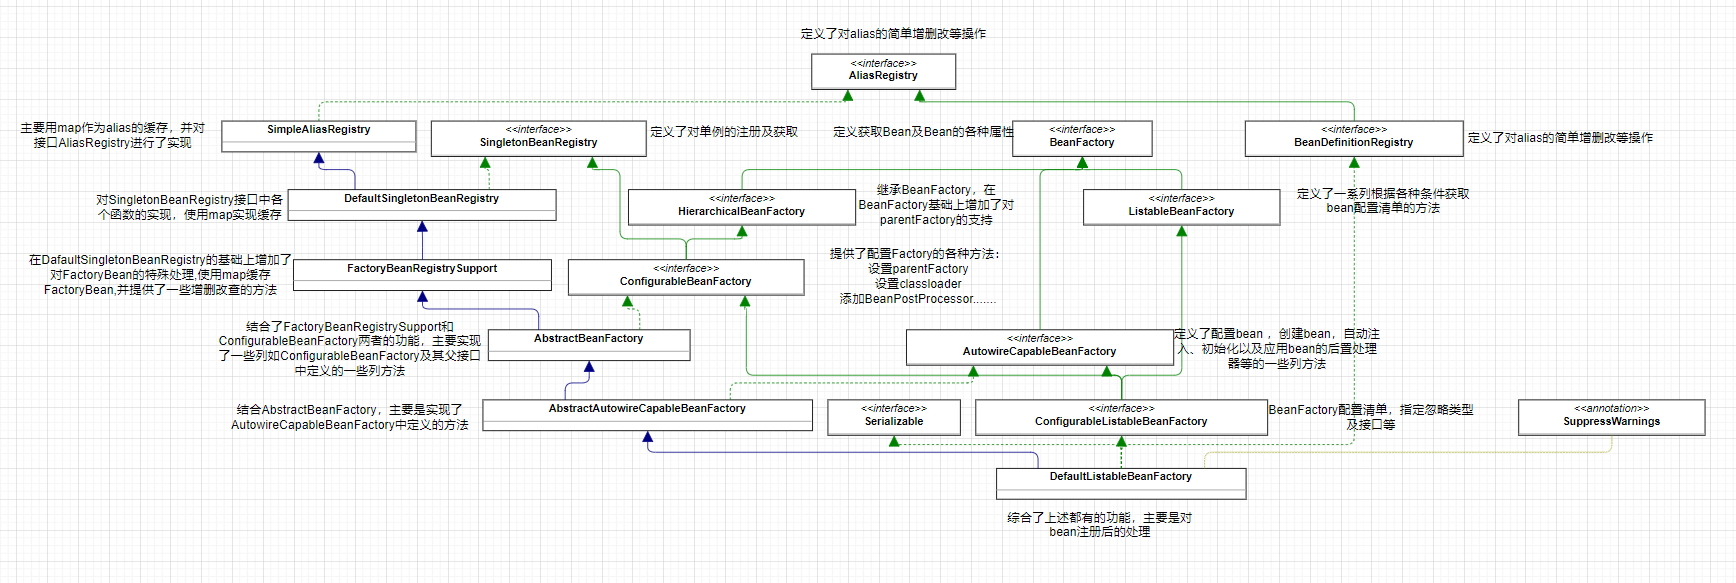 定义了对alias的简单增删改等操作
<<interface>>
AliasRegistry
主要用map作为alias的缓存，并对
接口AliasRegistry进行了实现
SimpleAliasRegistry
<<interface>>
SingletonBeanRegistry
定义了对单例的注册及获取
定义获取Bean及Bean的各种属性
<<interface>>
BeanFactory
<<interface>>
BeanDefinitionRegistry
定义了对alias的简单增删改等操作
对SingletonBeanRegistry接口中各
个函数的实现，使用map实现缓存
DefaultSingletonBeanRegistry
<<interface>>
HierarchicalBeanFactory
继承BeanFactory，在
BeanFactory基础上增加了对
parentFactory的支持
<<interface>>
ListableBeanFactory
定义了一系列根据各种条件获取
bean配置清单的方法
在DafaultSingletonBeanRegistry的基础上增加了
对FactoryBean的特殊处理,使用map缓存
FactoryBean,并提供了一些增删改查的方法
FactoryBeanRegistrySupport
<<interface>>
ConfigurableBeanFactory
提供了配置Factory的各种方法：
设置parentFactory
设置classloader
添加BeanPostProcessor.......
结合了FactoryBeanRegistrySupport和
ConfigurableBeanFactory两者的功能，主要实现
了一些列如ConfigurableBeanFactory及其父接口
中定义的一些列方法
AbstractBeanFactory
<<interface>>
AutowireCapableBeanFactory
定义了配置bean ，创建bean，自动注
入、初始化以及应用bean的后置处理
器等的一些列方法
结合AbstractBeanFactory，主要是实现了
AutowireCapableBeanFactory中定义的方法
AbstractAutowireCapableBeanFactory
<<interface>>
Serializable
<<interface>>
ConfigurableListableBeanFactory
BeanFactory配置清单，指定忽略类型
及接口等
<<annotation>>
SuppressWarnings
DefaultListableBeanFactory
综合了上述都有的功能，主要是对
bean注册后的处理